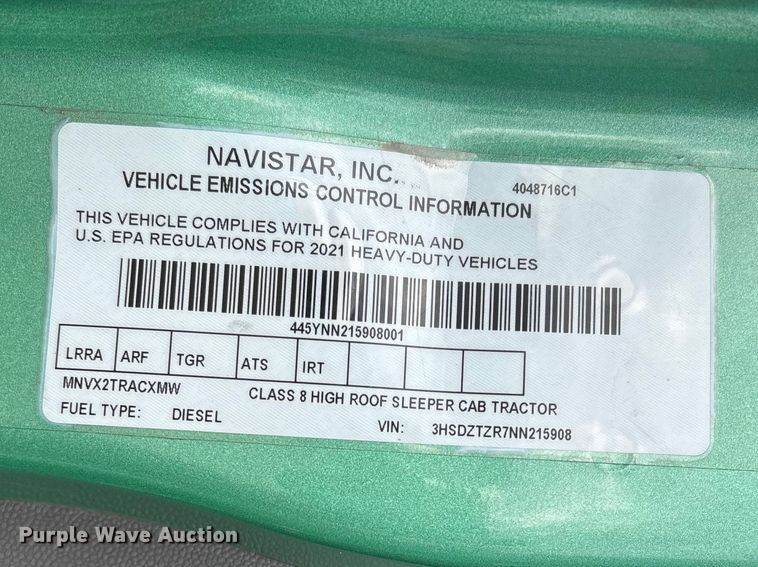 NAVISTAR, INC.
4048716C1
VEHICLE EMISSIONS CONTROL INFORMATION
THIS VEHICLE COMPLIES WITH CALIFORNIA AND
U.S. EPA REGULATIONS FOR 2021 HEAVY-DUTY VEHICLES
445YNN215908001
LRRA ARF TGR ATS IRT
MNVX2TRACXMW CLASS 8 HIGH ROOF SLEEPER CAB TRACTOR
FUEL TYPE: DIESEL VIN: 3HSDZTZR7NN215908
Purple Wave Auction